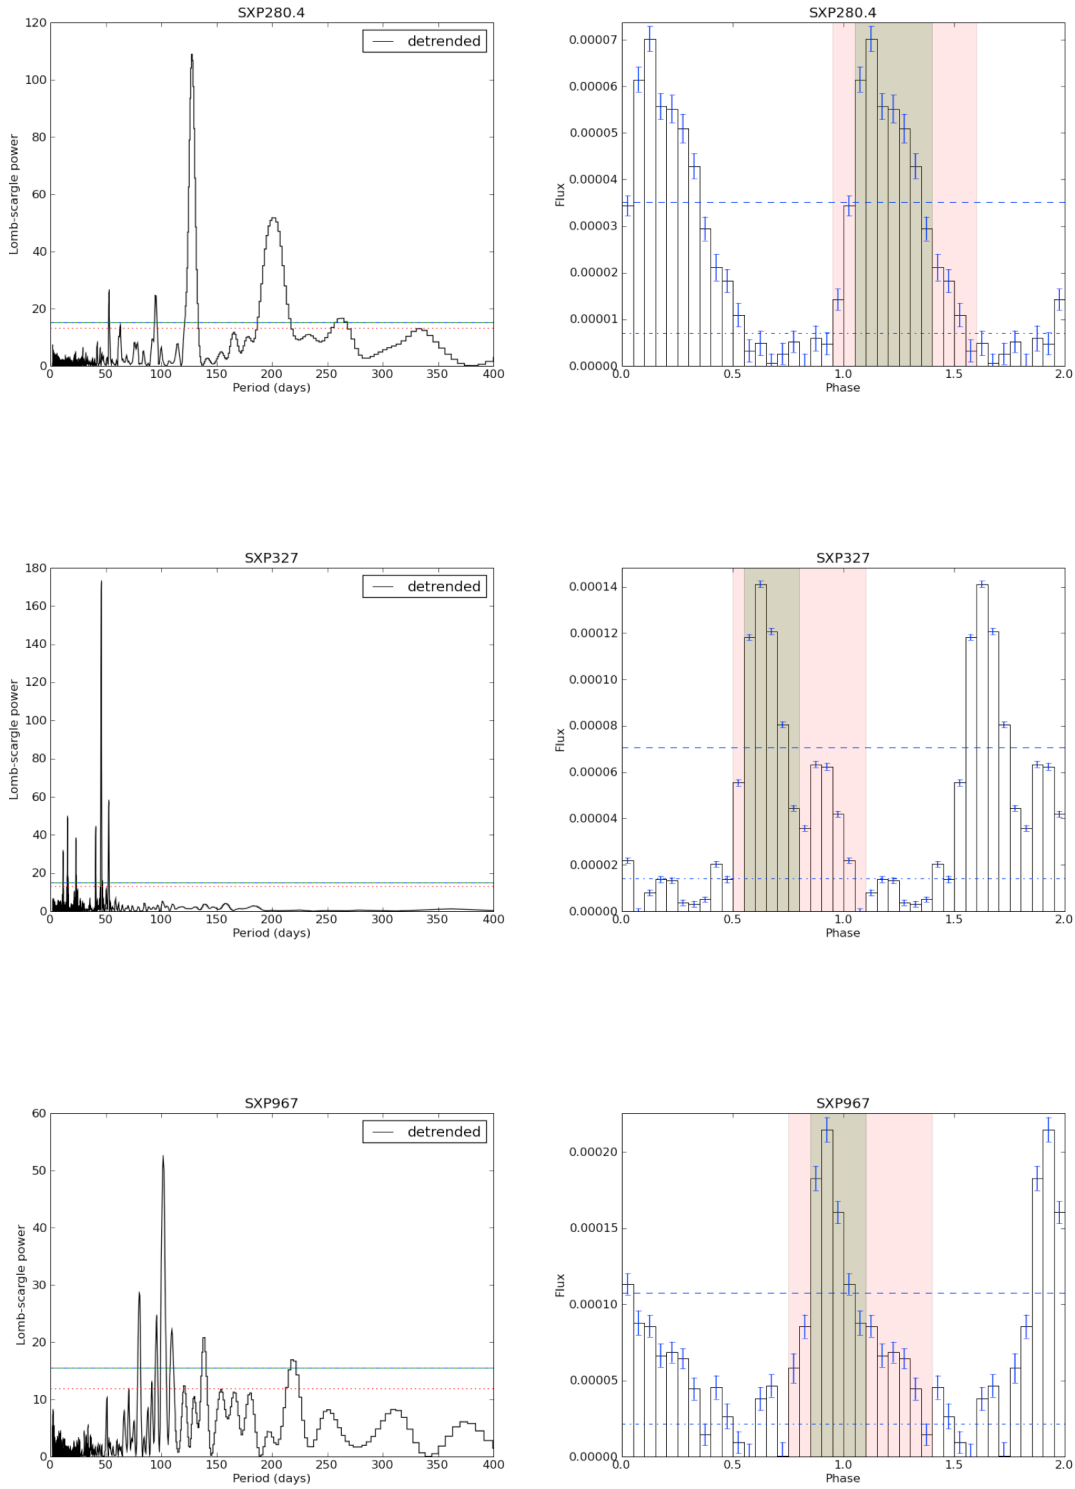 SXP280.4
detrended
120
100
80
60
40
20
0
Lomb-scargle power
0 50 100 150 200 250 300 350 400
Period (days)
SXP280.4
0.00007
0.00006
0.00005
0.00004
0.00003
0.00002
0.00001
0.00000
Flux
0.0 0.5 1.0 1.5 2.0
Phase
SXP327
detrended
180
160
140
120
100
80
60
40
20
0
Lomb-scargle power
0 50 100 150 200 250 300 350 400
Period (days)
SXP327
0.00014
0.00012
0.00010
0.00008
0.00006
0.00004
0.00002
0.00000
Flux
0.0 0.5 1.0 1.5 2.0
Phase
SXP967
detrended
60
50
40
30
20
10
0
Lomb-scargle power
0 50 100 150 200 250 300 350 400
Period (days)
SXP967
0.00020
0.00015
0.00010
0.00005
0.00000
Flux
0.0 0.5 1.0 1.5 2.0
Phase